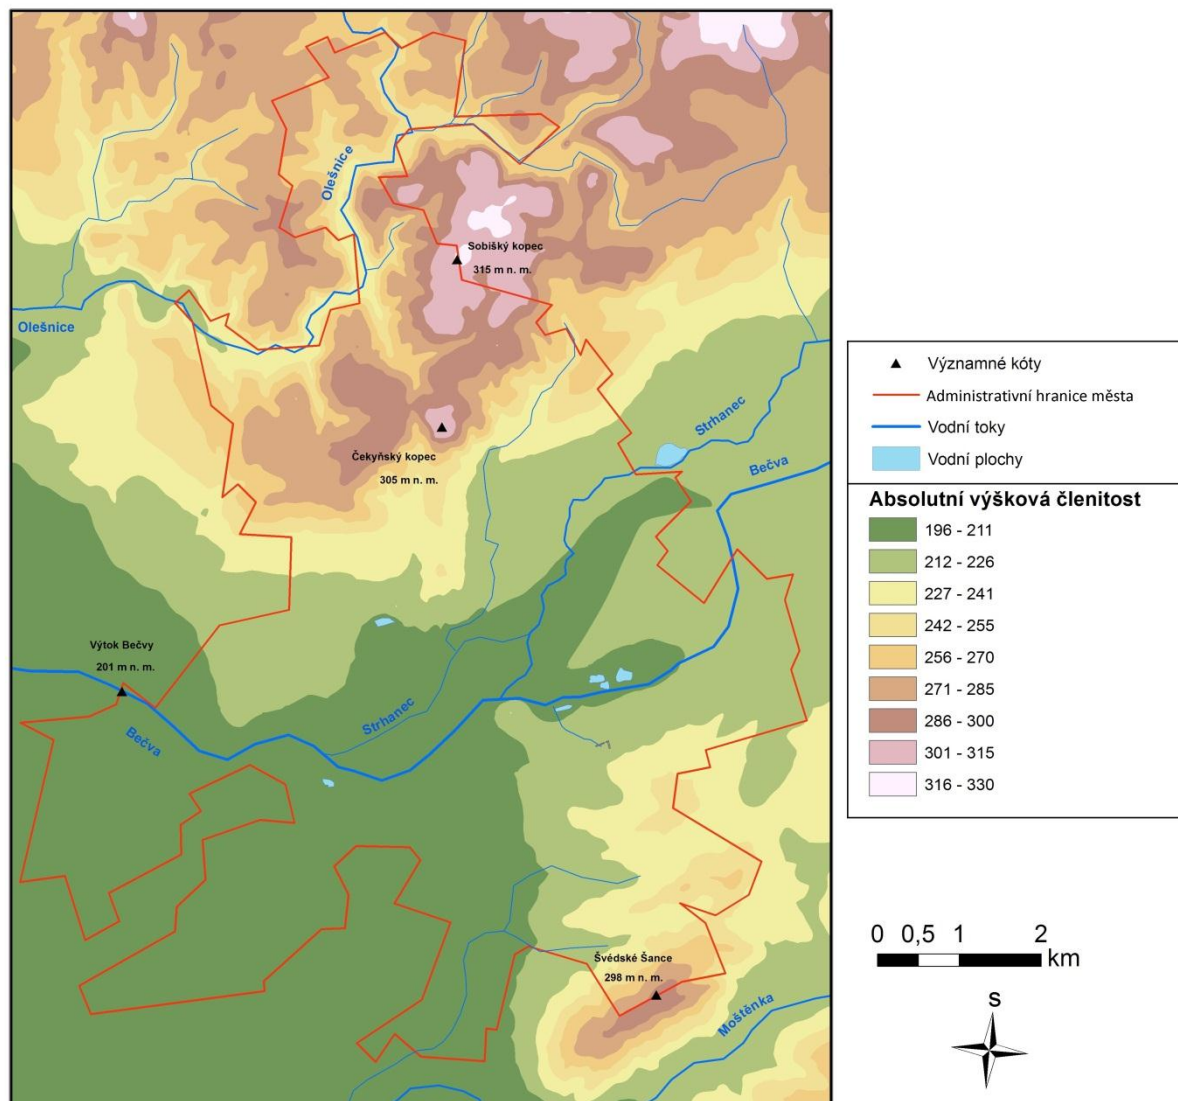 Olešnice
Sobišký kopec
315 m n. m.
Olešnice
Strhanec
Bečva
Čekyňský kopec
305 m n. m.
Výtok Bečvy
201 m n. m.
Bečva
Strhanec
Švédské Šance
298 m n. m.
Moštěnka
Významné kóty
Administrativní hranice města
Vodní toky
Vodní plochy
Absolutní výšková členitost
196 - 211
212 - 226
227 - 241
242 - 255
256 - 270
271 - 285
286 - 300
301 - 315
316 - 330
0 0,5 1 2
km
S